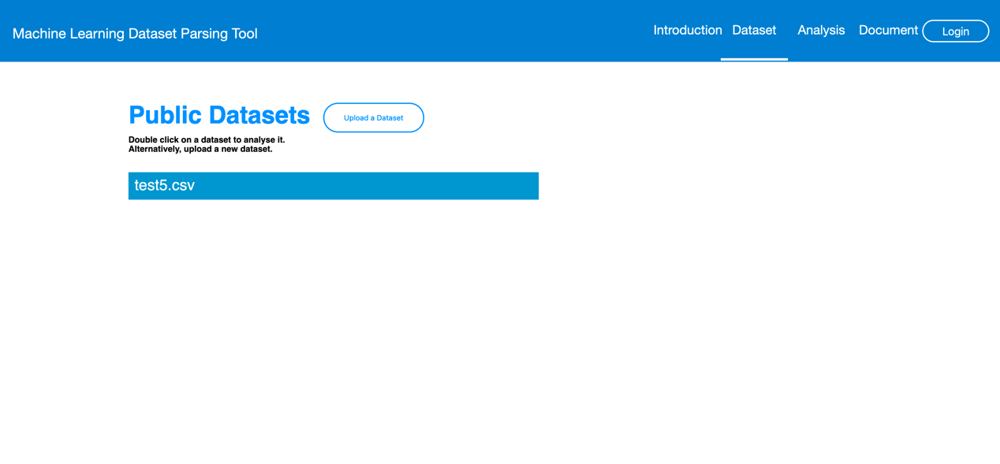 Machine Learning Dataset Parsing Tool
Introduction Dataset Analysis Document Login
Public Datasets Upload a Dataset
Double click on a dataset to analyse it.
Alternatively, upload a new dataset.
test5.csv